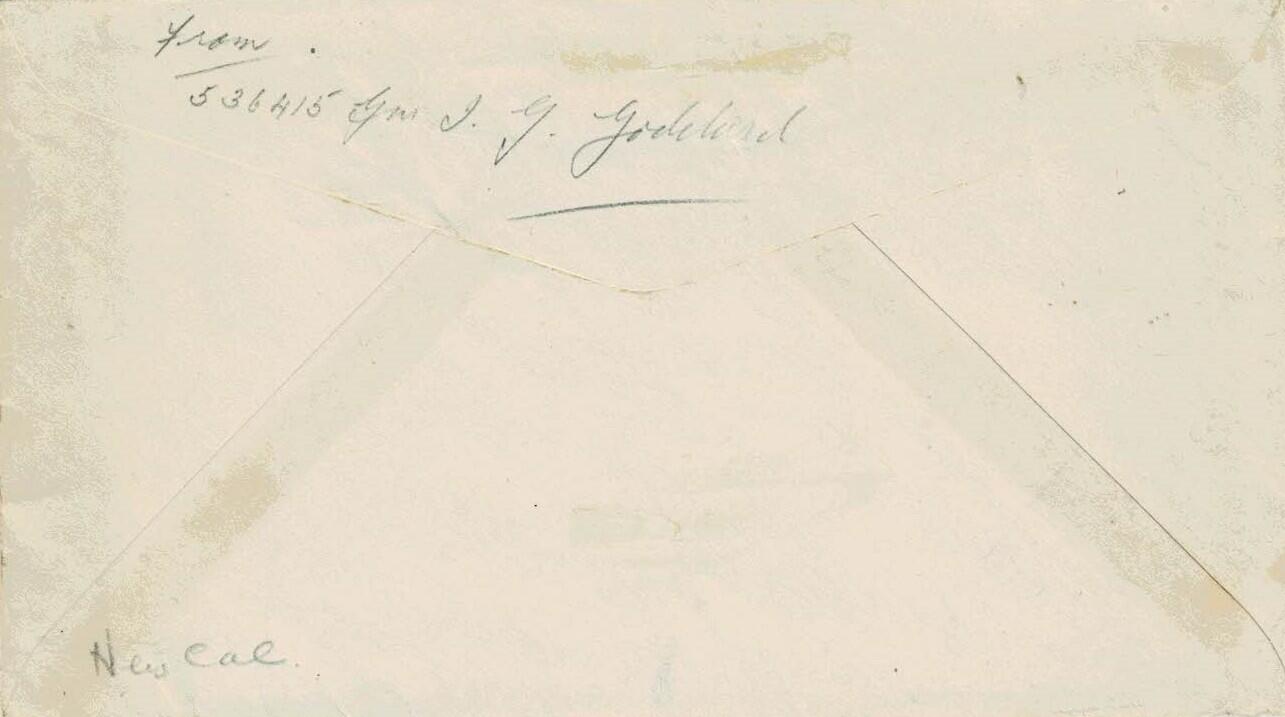 From.
536415 Gnr I. G. Goddard
New Cal.